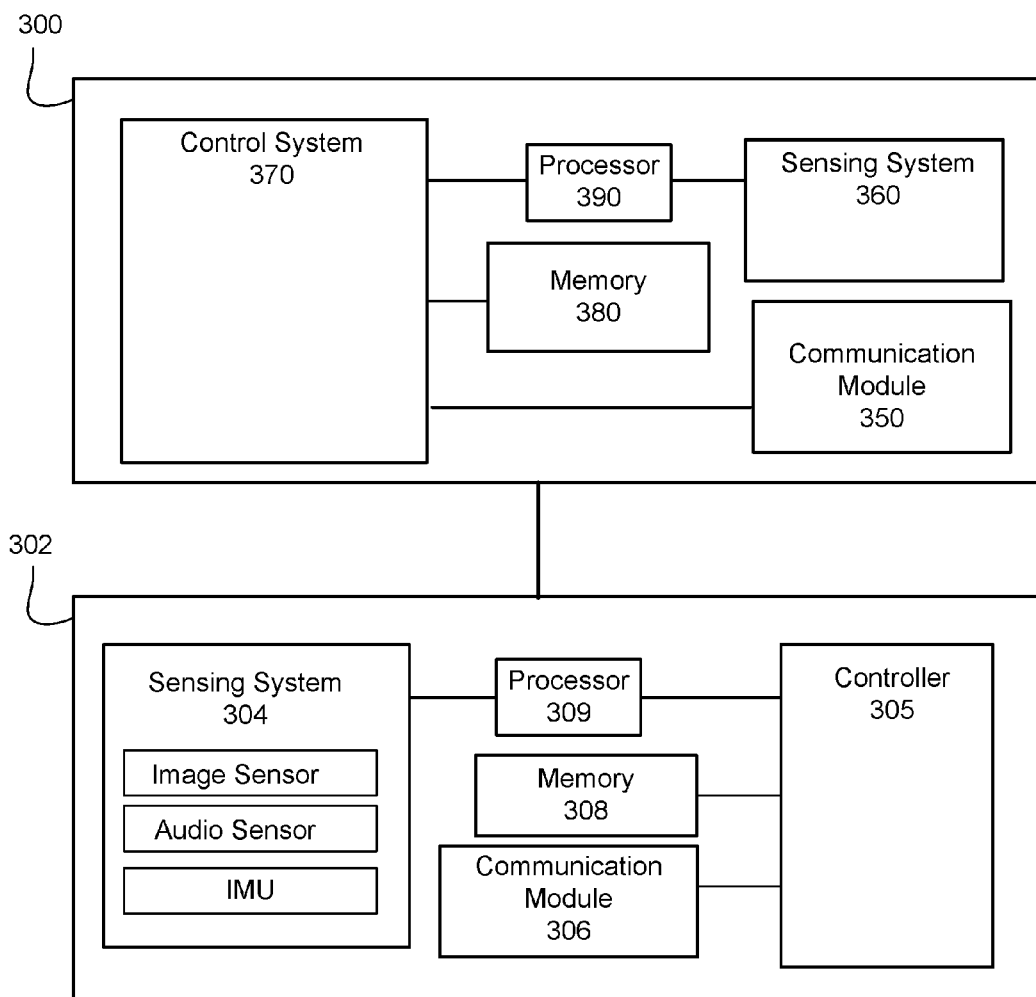 300
Control System
370
Processor
390
Sensing System
360
Memory
380
Communication
Module
350
302
Sensing System
304
Image Sensor
Audio Sensor
IMU
Processor
309
Memory
308
Communication
Module
306
Controller
305